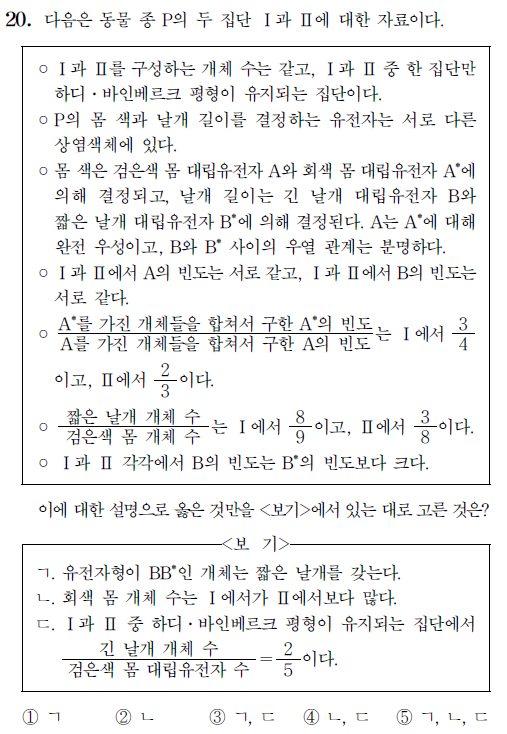 20. 다음은 동물 종 P의 두 집단 Ⅰ과 Ⅱ에 대한 자료이다.
○ Ⅰ과 Ⅱ를 구성하는 개체 수는 같고, Ⅰ과 Ⅱ 중 한 집단만
하디·바인베르크 평형이 유지되는 집단이다.
○ P의 몸 색과 날개 길이를 결정하는 유전자는 서로 다른
상염색체에 있다.
○ 몸 색은 검은색 몸 대립유전자 A와 회색 몸 대립유전자 A*에
의해 결정되고, 날개 길이는 긴 날개 대립유전자 B와
짧은 날개 대립유전자 B*에 의해 결정된다. A는 A*에 대해
완전 우성이고, B와 B* 사이의 우열 관계는 분명하다.
○ Ⅰ과 Ⅱ에서 A의 빈도는 서로 같고, Ⅰ과 Ⅱ에서 B의 빈도는
서로 같다.
○ A*를 가진 개체들을 합쳐서 구한 A*의 빈도 / A를 가진 개체들을 합쳐서 구한 A의 빈도 는 Ⅰ에서 3/4
이고, Ⅱ에서 2/3이다.
○ 짧은 날개 개체 수 / 검은색 몸 개체 수 는 Ⅰ에서 8/9이고, Ⅱ에서 3/8이다.
○ Ⅰ과 Ⅱ 각각에서 B의 빈도는 B*의 빈도보다 크다.
이에 대한 설명으로 옳은 것만을 <보기>에서 있는 대로 고른 것은?
<보 기>
ㄱ. 유전자형이 BB*인 개체는 짧은 날개를 갖는다.
ㄴ. 회색 몸 개체 수는 Ⅰ에서가 Ⅱ에서보다 많다.
ㄷ. Ⅰ과 Ⅱ 중 하디·바인베르크 평형이 유지되는 집단에서
긴 날개 개체 수 / 검은색 몸 대립유전자 수 = 2/5이다.
① ㄱ ② ㄴ ③ ㄱ, ㄷ ④ ㄴ, ㄷ ⑤ ㄱ, ㄴ, ㄷ